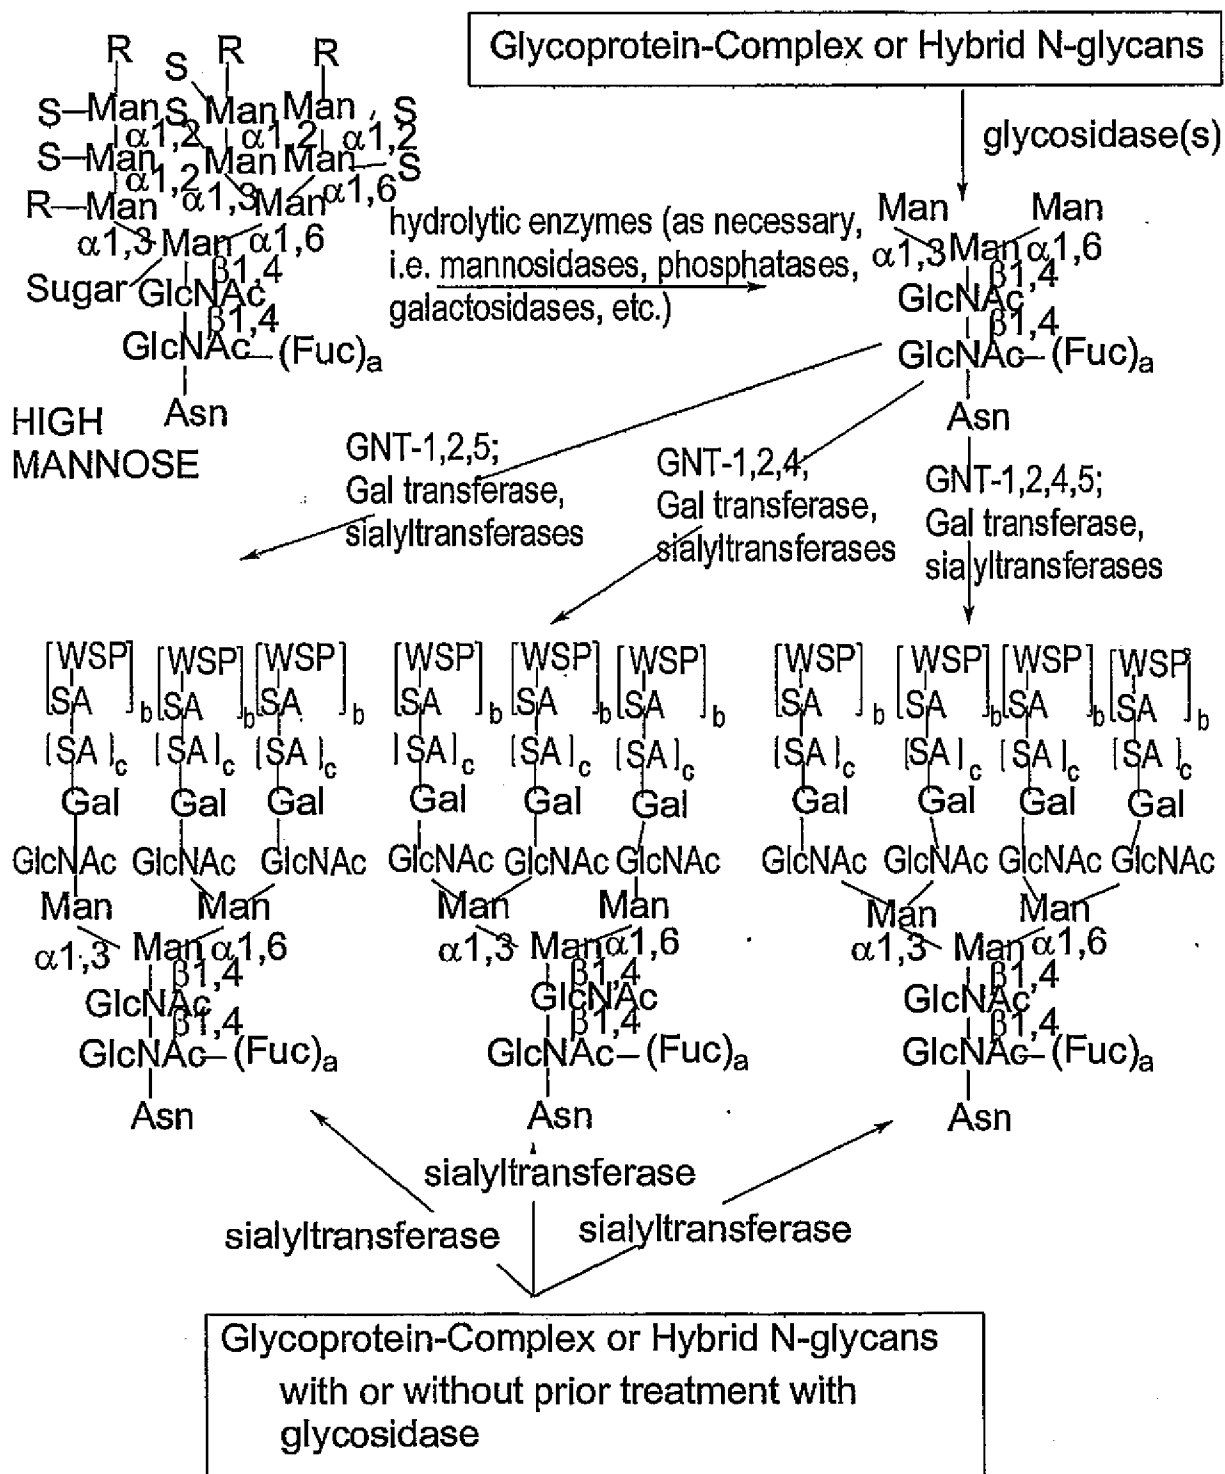 Glycoprotein-Complex or Hybrid N-glycans
glycosidase(s)
R R R
S
S–Man S Man Man S
α1,2 α1,2 α1,2
S–Man Man Man S
α1,2 α1,3 α1,6
R–Man Man
α1,3 Man α1,6
β1,4
Sugar GlcNAc
β1,4
GlcNAc–(Fuc)a
Asn
HIGH
MANNOSE
hydrolytic enzymes (as necessary,
i.e. mannosidases, phosphatases,
galactosidases, etc.)
Man Man
α1,3 Man α1,6
β1,4
GlcNAc
β1,4
GlcNAc–(Fuc)a
Asn
GNT-1,2,5;
Gal transferase,
sialyltransferases
GNT-1,2,4;
Gal transferase,
sialyltransferases
GNT-1,2,4,5;
Gal transferase,
sialyltransferases
[WSP [WSP [WSP
SA]b SA]b SA]b
[SA]c [SA]c [SA]c
Gal Gal Gal
GlcNAc GlcNAc GlcNAc
Man Man
α1,3 Man α1,6
β1,4
GlcNAc
β1,4
GlcNAc–(Fuc)a
Asn
[WSP [WSP [WSP
SA]b SA]b SA]b
[SA]c [SA]c [SA]c
Gal Gal Gal
GlcNAc GlcNAc GlcNAc
Man Man
α1,3 Man α1,6
β1,4
GlcNAc
β1,4
GlcNAc–(Fuc)a
Asn
[WSP [WSP [WSP [WSP
SA]b SA]b SA]b SA]b
[SA]c [SA]c [SA]c
Gal Gal Gal Gal
GlcNAc GlcNAc GlcNAc GlcNAc
Man Man
α1,3 Man α1,6
β1,4
GlcNAc
β1,4
GlcNAc–(Fuc)a
Asn
sialyltransferase
sialyltransferase
sialyltransferase
Glycoprotein-Complex or Hybrid N-glycans
with or without prior treatment with
glycosidase